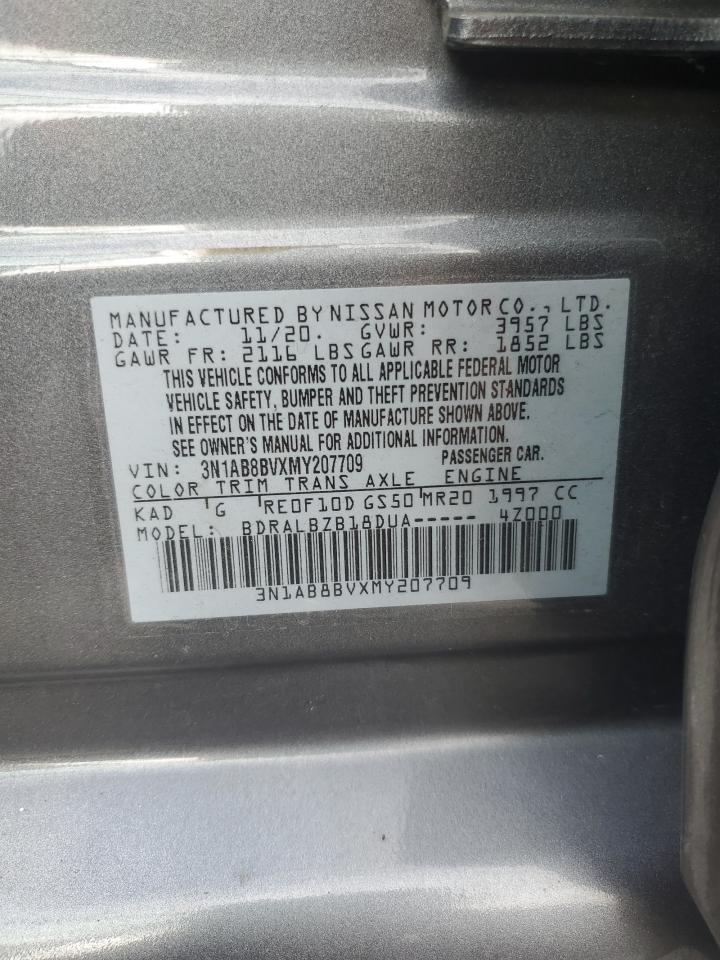 MANUFACTURED BY NISSAN MOTOR CO., LTD.
DATE: 11/20. GVWR: 3957 LBS
GAWR FR: 2116 LBS GAWR RR: 1852 LBS
THIS VEHICLE CONFORMS TO ALL APPLICABLE FEDERAL MOTOR
VEHICLE SAFETY, BUMPER AND THEFT PREVENTION STANDARDS
IN EFFECT ON THE DATE OF MANUFACTURE SHOWN ABOVE.
SEE OWNER'S MANUAL FOR ADDITIONAL INFORMATION.
VIN: 3N1AB8BVXMY207709 PASSENGER CAR.
COLOR TRIM TRANS AXLE ENGINE
KAD G RE0F10D GS50 MR20 1997 CC
MODEL: BDRALBZB18DUA----- 4Z000
3N1AB8BVXMY207709